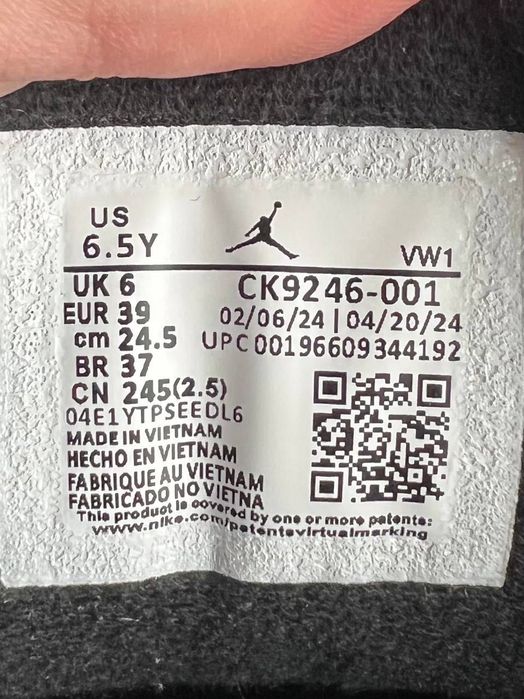 US
6.5Y
VW1
UK 6
CK9246-001
EUR 39
02/06/24 | 04/20/24
cm 24.5
UPC 00196609344192
BR 37
CN 245(2.5)
04E1YTPSEEDL6
MADE IN VIETNAM
HECHO EN VIETNAM
FABRIQUE AU VIETNAM
FABRICADO NO VIETNA
This product is covered by one or more patents:
www.nike.com/patentsvirtualmarking